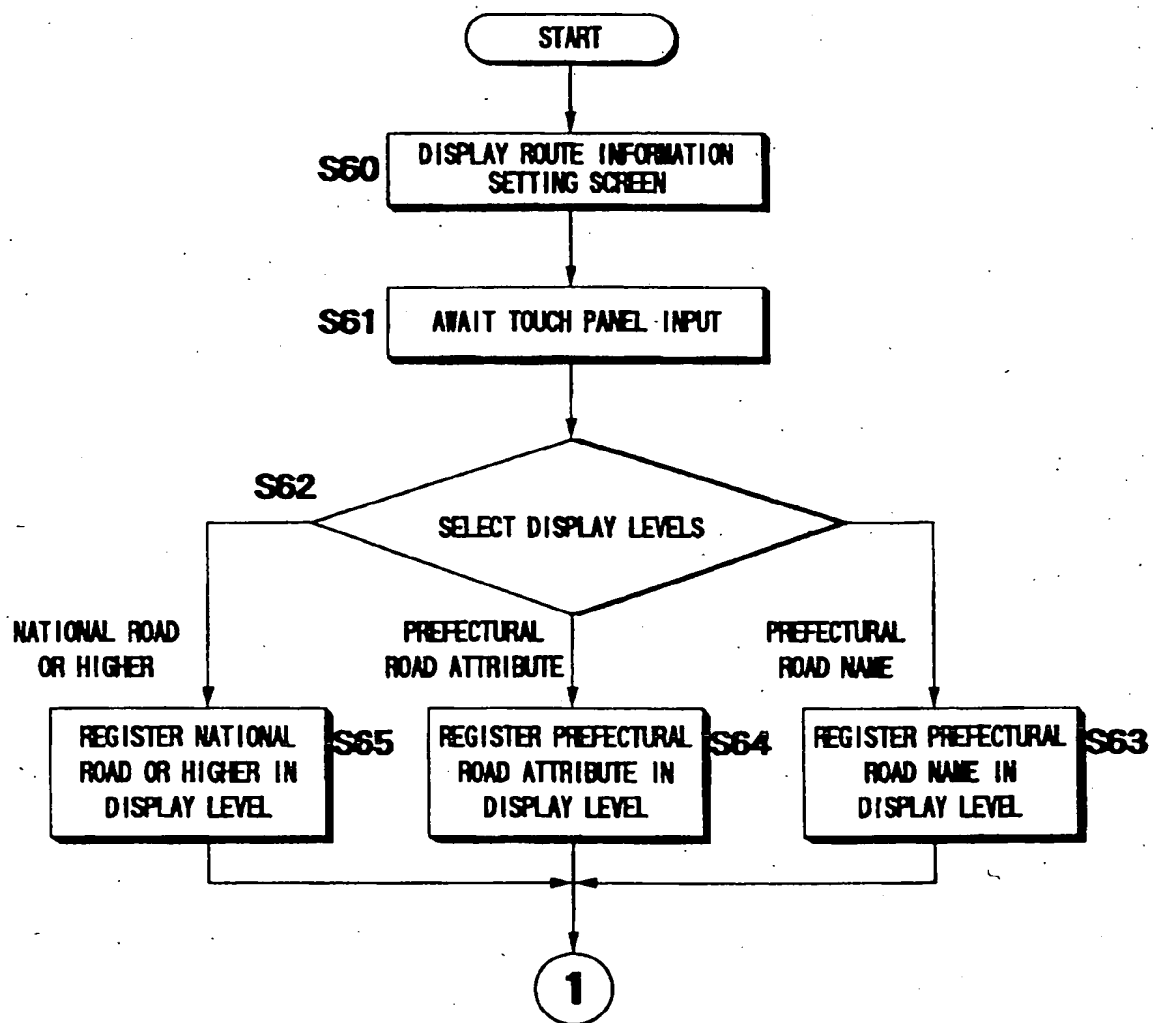 START
S60
DISPLAY ROUTE INFORMATION
SETTING SCREEN
S61
AWAIT TOUCH PANEL INPUT
S62
SELECT DISPLAY LEVELS
NATIONAL ROAD
OR HIGHER
PREFECTURAL
ROAD ATTRIBUTE
PREFECTURAL
ROAD NAME
REGISTER NATIONAL
ROAD OR HIGHER IN
DISPLAY LEVEL
S65
REGISTER PREFECTURAL
ROAD ATTRIBUTE IN
DISPLAY LEVEL
S64
REGISTER PREFECTURAL
ROAD NAME IN
DISPLAY LEVEL
S63
1